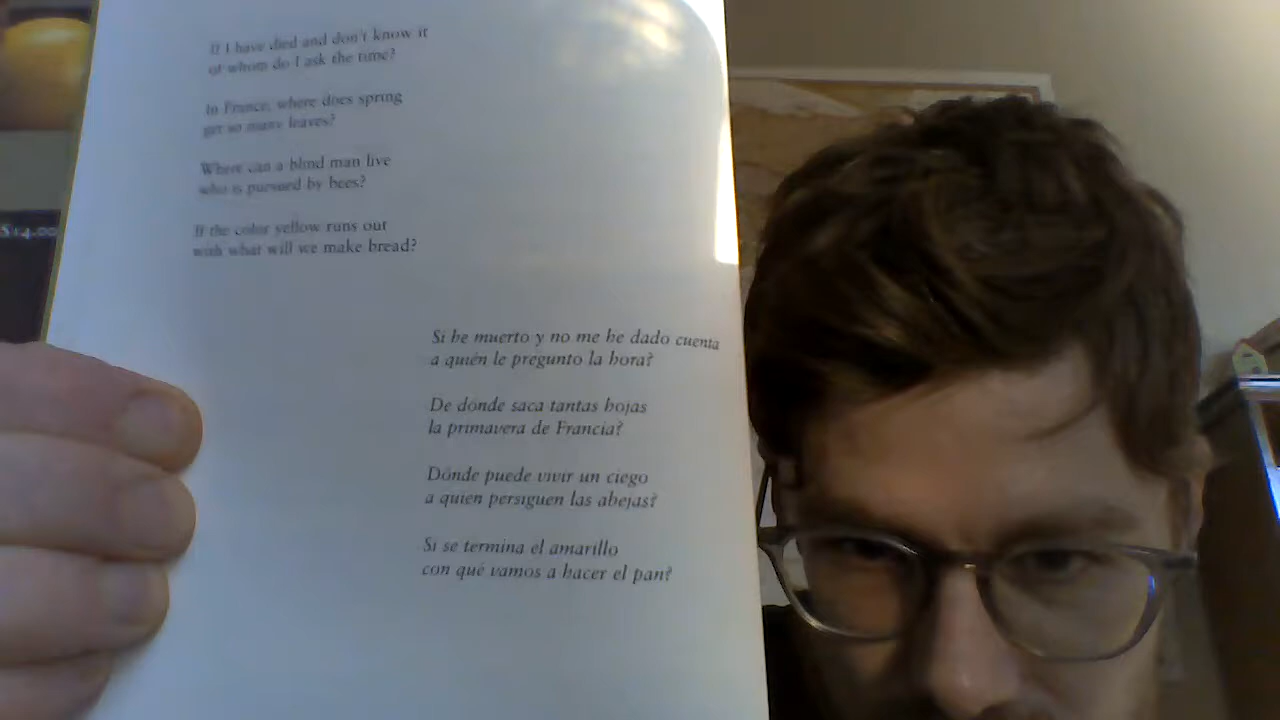 If I have died and don't know it
of whom do I ask the time?
In France, where does spring
get so many leaves?
Where can a blind man live
who is pursued by bees?
If the color yellow runs out
with what will we make bread?
Si he muerto y no me he dado cuenta
a quién le pregunto la hora?
De dónde saca tantas hojas
la primavera de Francia?
Dónde puede vivir un ciego
a quien persiguen las abejas?
Si se termina el amarillo
con qué vamos a hacer el pan?
$14.00